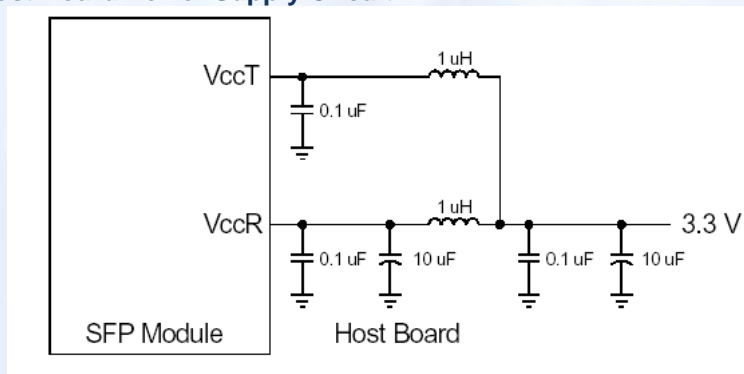 1 uH
VccT
0.1 uF
1 uH
VccR
3.3 V
0.1 uF
10 uF
0.1 uF
10 uF
SFP Module
Host Board